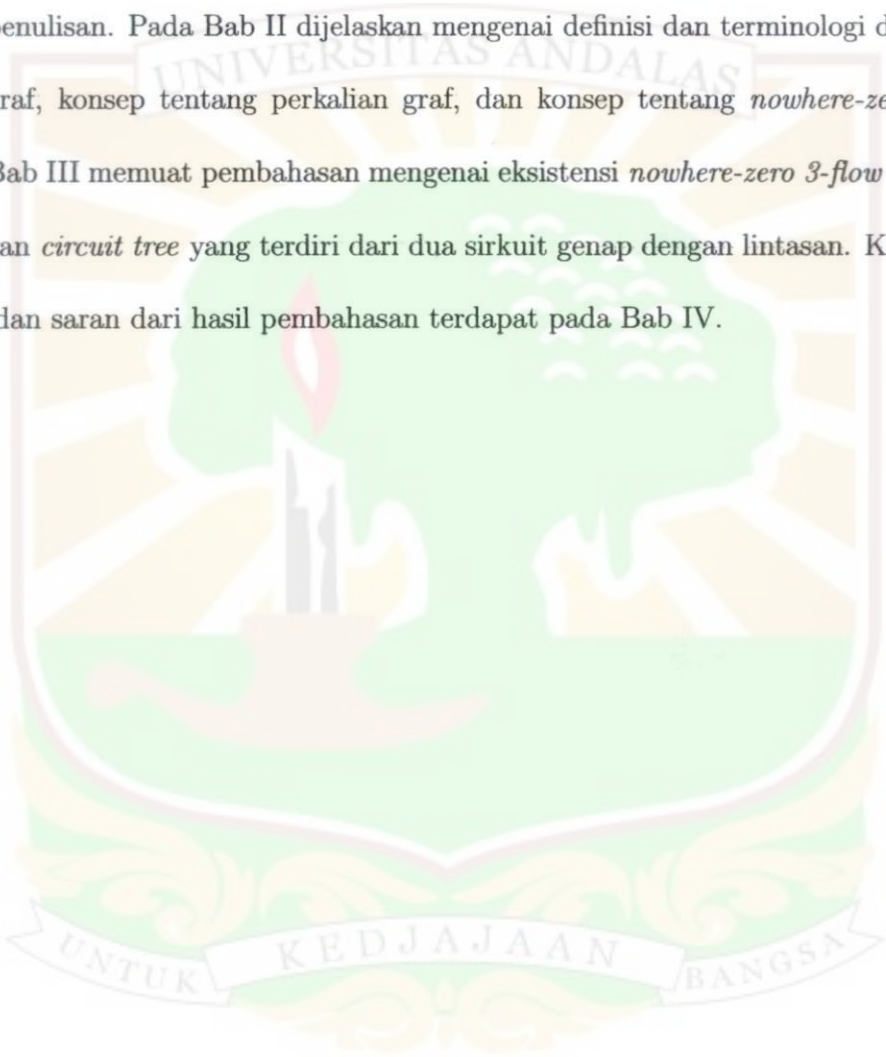 enulisan. Pada Bab II dijelaskan mengenai definisi dan terminologi d
UNIVERSITAS ANDALAS
raf, konsep tentang perkalian graf, dan konsep tentang nowhere-ze
Bab III memuat pembahasan mengenai eksistensi nowhere-zero 3-flow
an circuit tree yang terdiri dari dua sirkuit genap dengan lintasan. K
dan saran dari hasil pembahasan terdapat pada Bab IV.
UNTUK KEDJAJAAN BANGSA